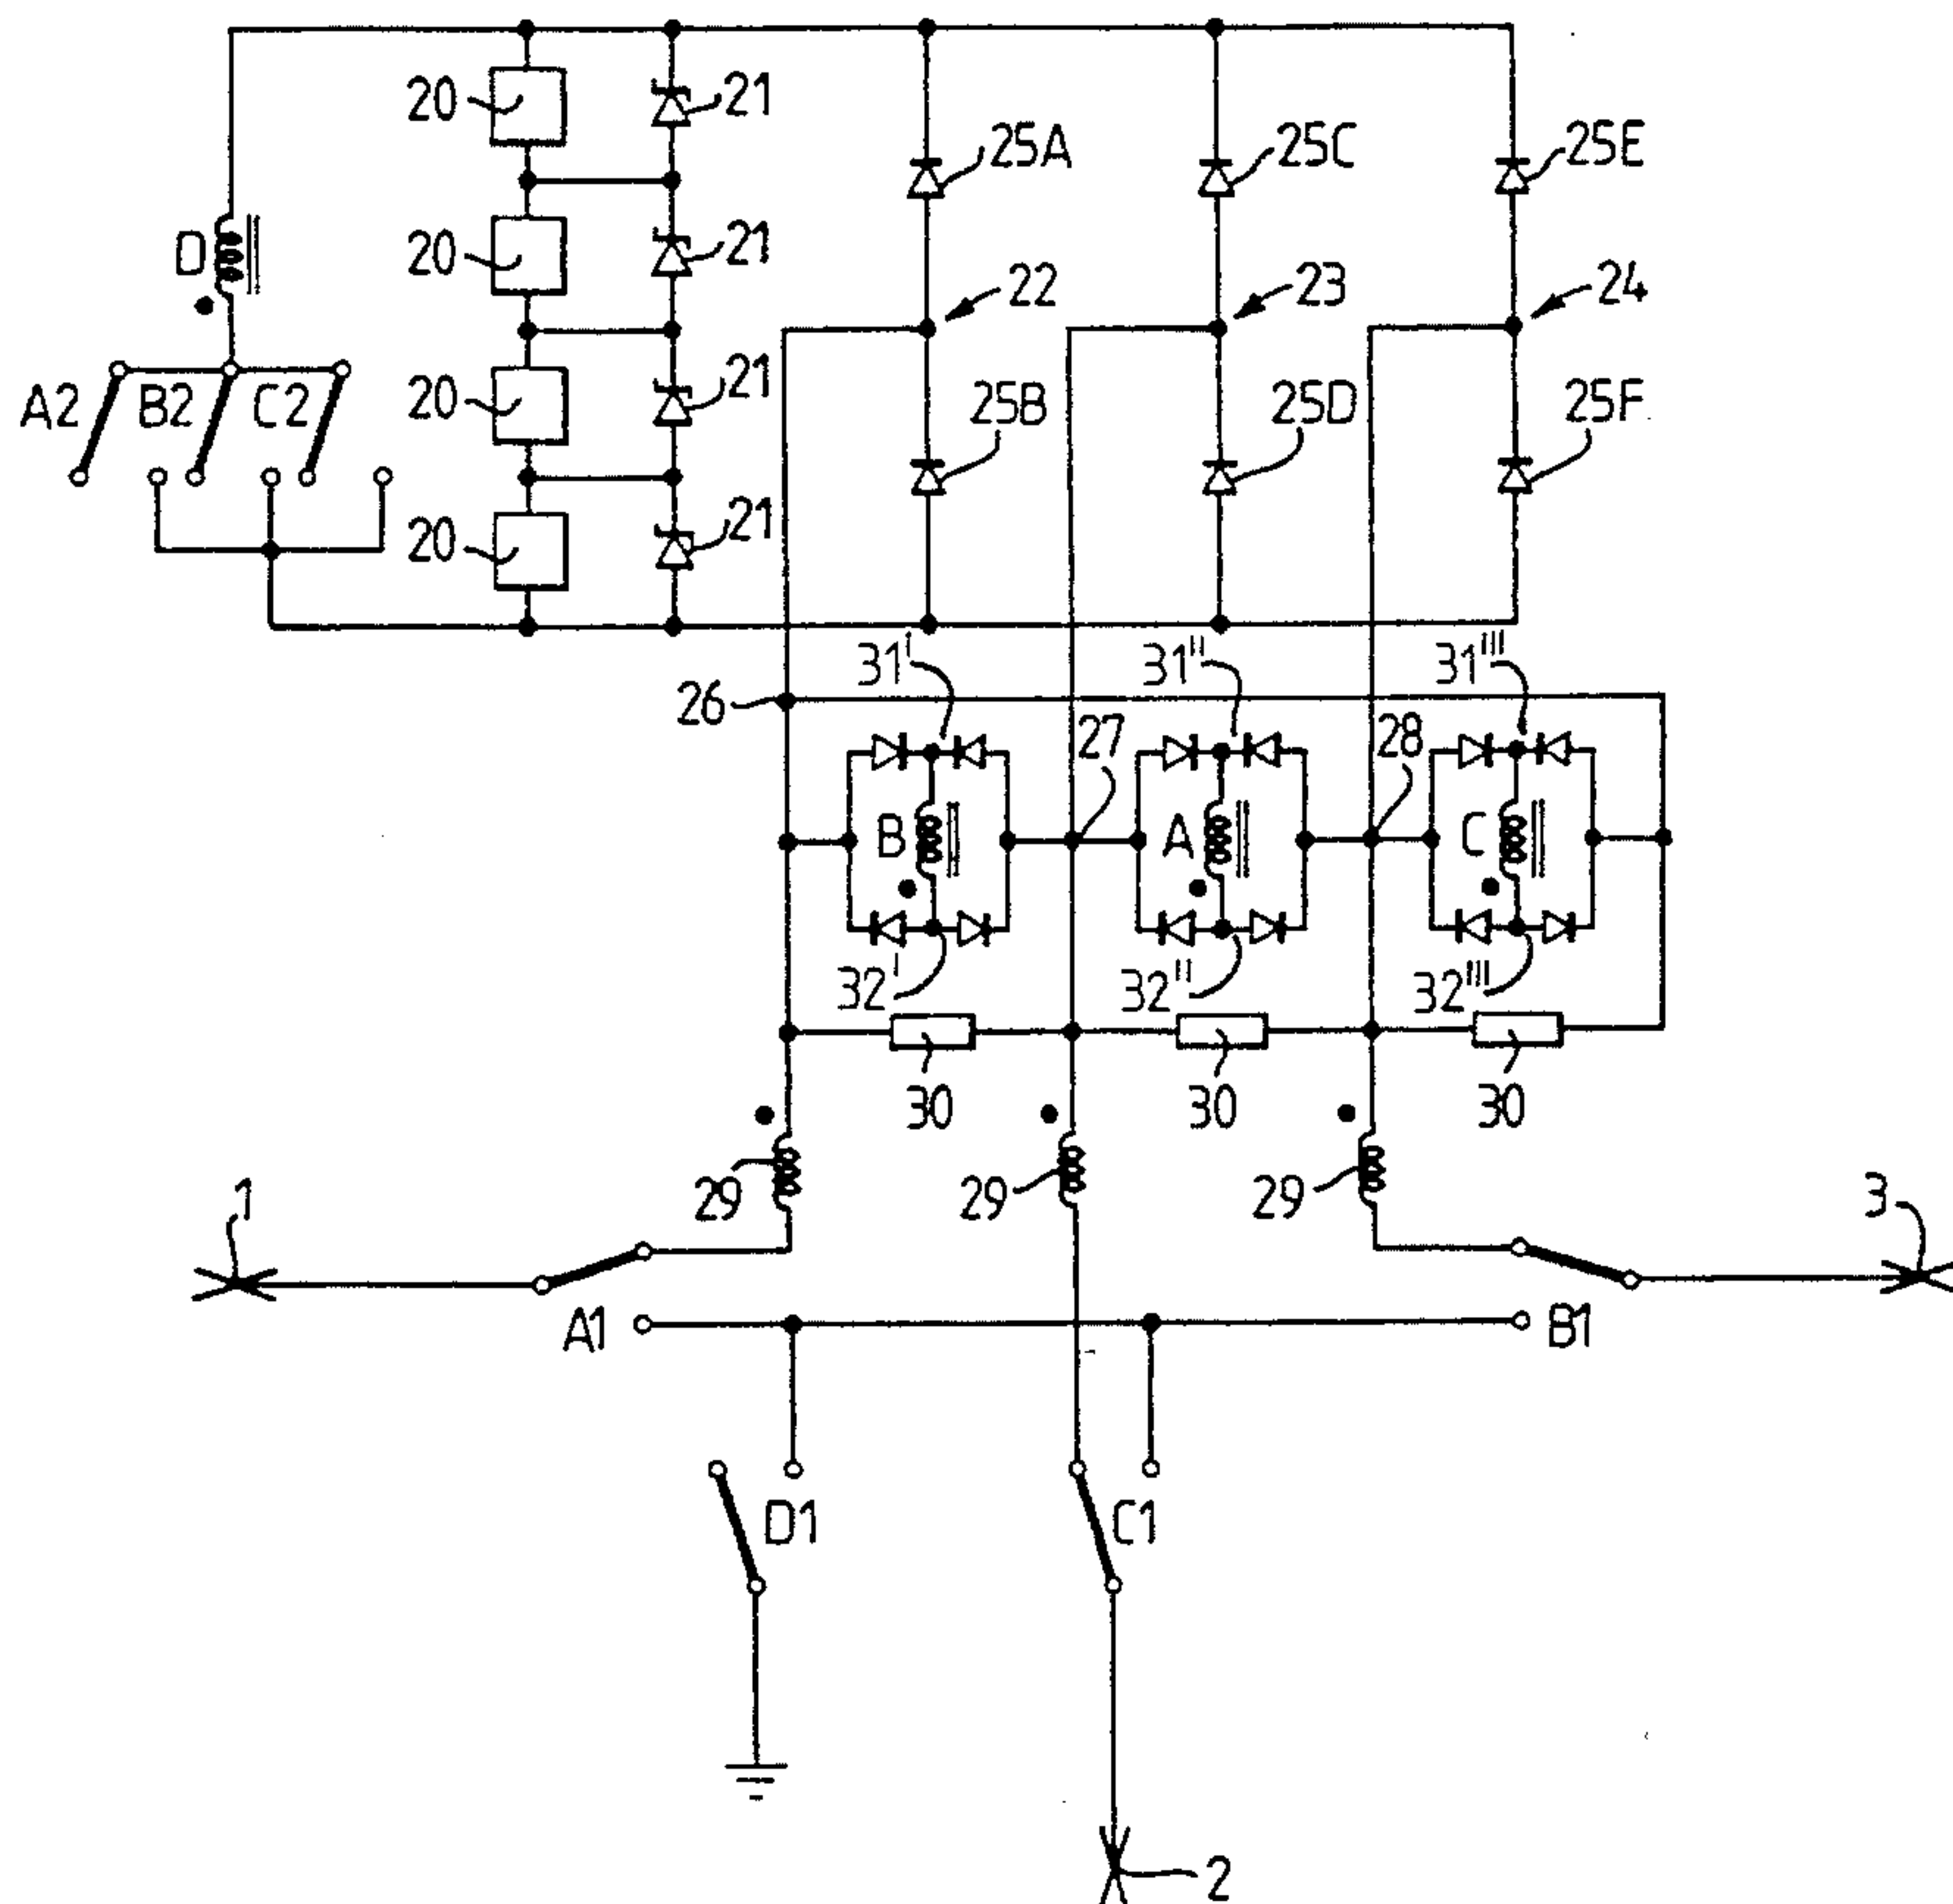 20 21 25A 25C 25E
D 20 21 22 23 24
A2 B2 C2 20 21 25B 25D 25F
20 21
31' 31'' 31'''
26 27 28
B A C
32' 32'' 32'''
30 30 30
1 29 29 29 3
A1 B1
D1 C1
2